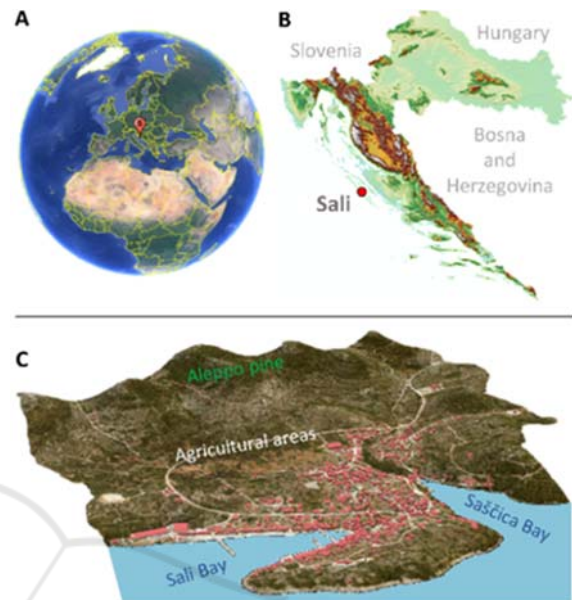 A
B
Slovenia
Hungary
Bosna
and
Herzegovina
Sali
C
Aleppo pine
Agricultural areas
Sali Bay
Saščica Bay